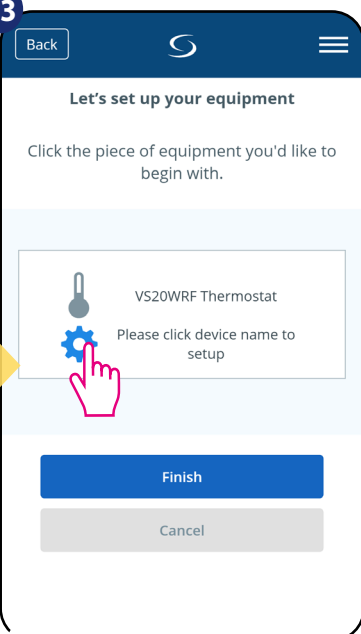 3
Back
Let’s set up your equipment
Click the piece of equipment you'd like to
begin with.
VS20WRF Thermostat
Please click device name to
setup
Finish
Cancel